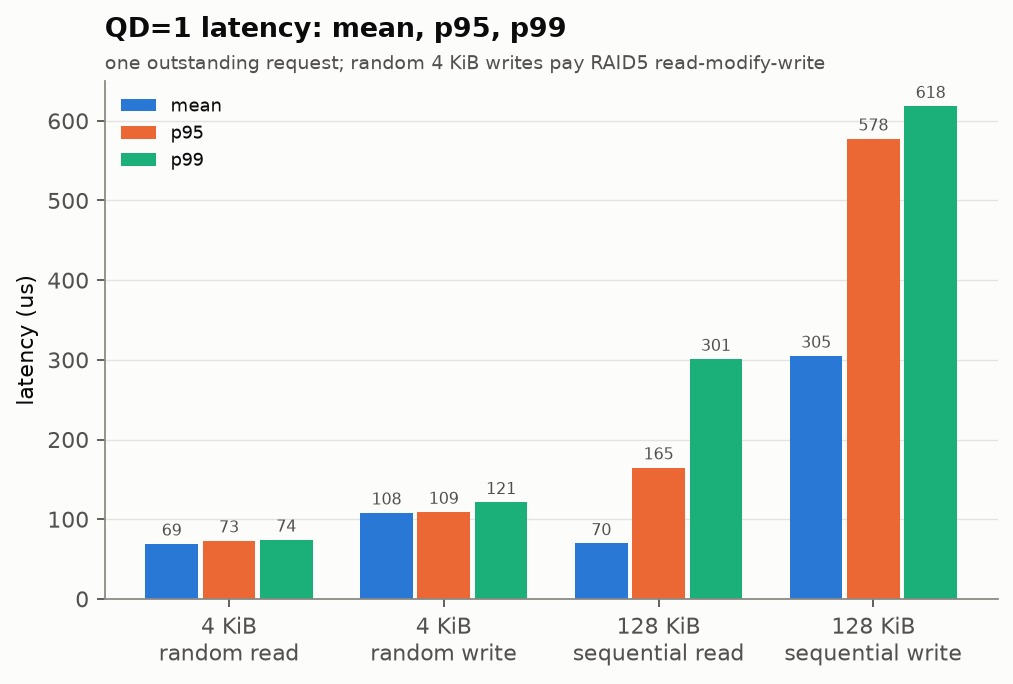 QD=1 latency: mean, p95, p99
one outstanding request; random 4 KiB writes pay RAID5 read-modify-write
mean
p95
p99
latency (us)
600
500
400
300
200
100
0
69
73
74
108
109
121
70
165
301
305
578
618
4 KiB
random read
4 KiB
random write
128 KiB
sequential read
128 KiB
sequential write